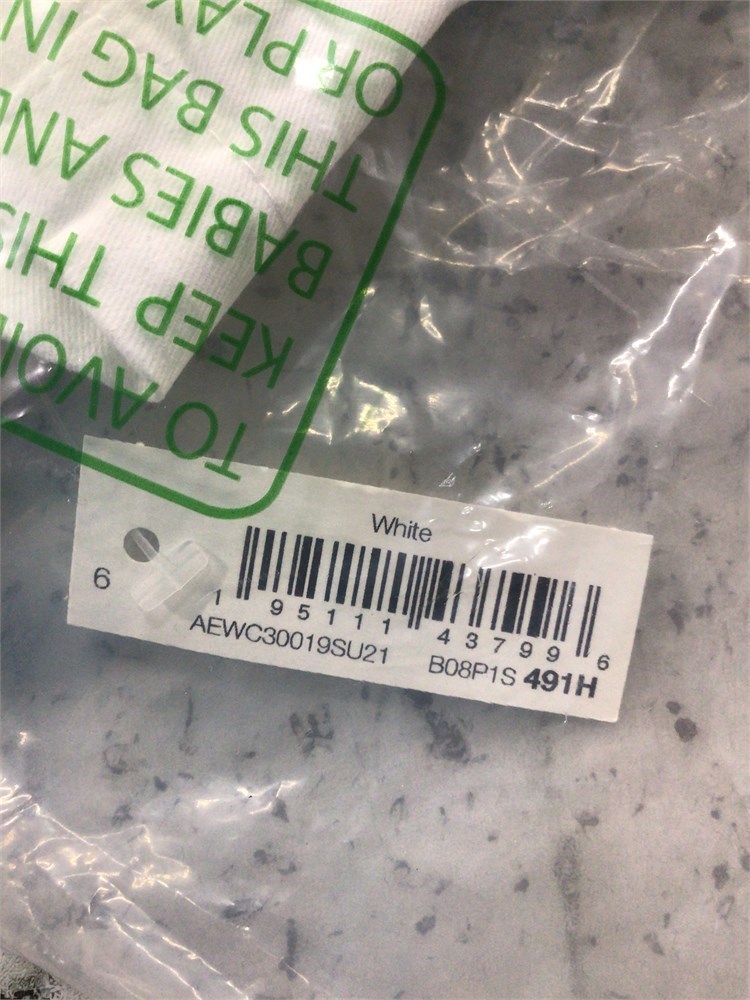 TO AVOI
KEEP THIS
BABIES AND
THIS BAG IN
OR PLAY
White
6
1 95111 43799 6
AEWC30019SU21 B08P1S 491H